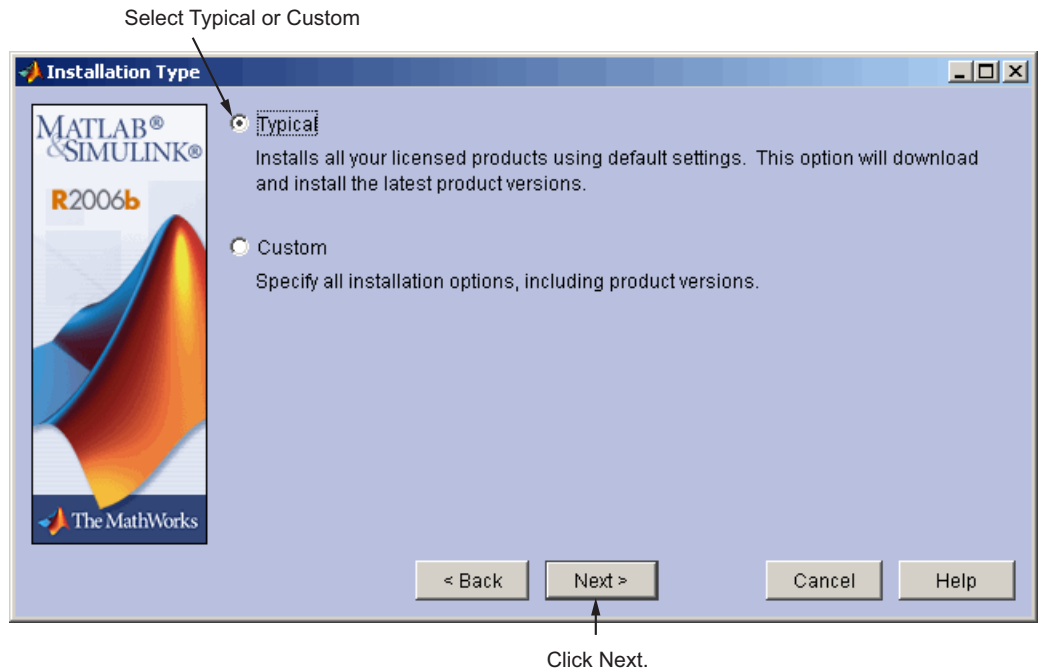 Select Typical or Custom
Installation Type
MATLAB®
&SIMULINK®
R2006b
The MathWorks
Typical
Installs all your licensed products using default settings. This option will download
and install the latest product versions.
Custom
Specify all installation options, including product versions.
< Back
Next >
Cancel
Help
Click Next.